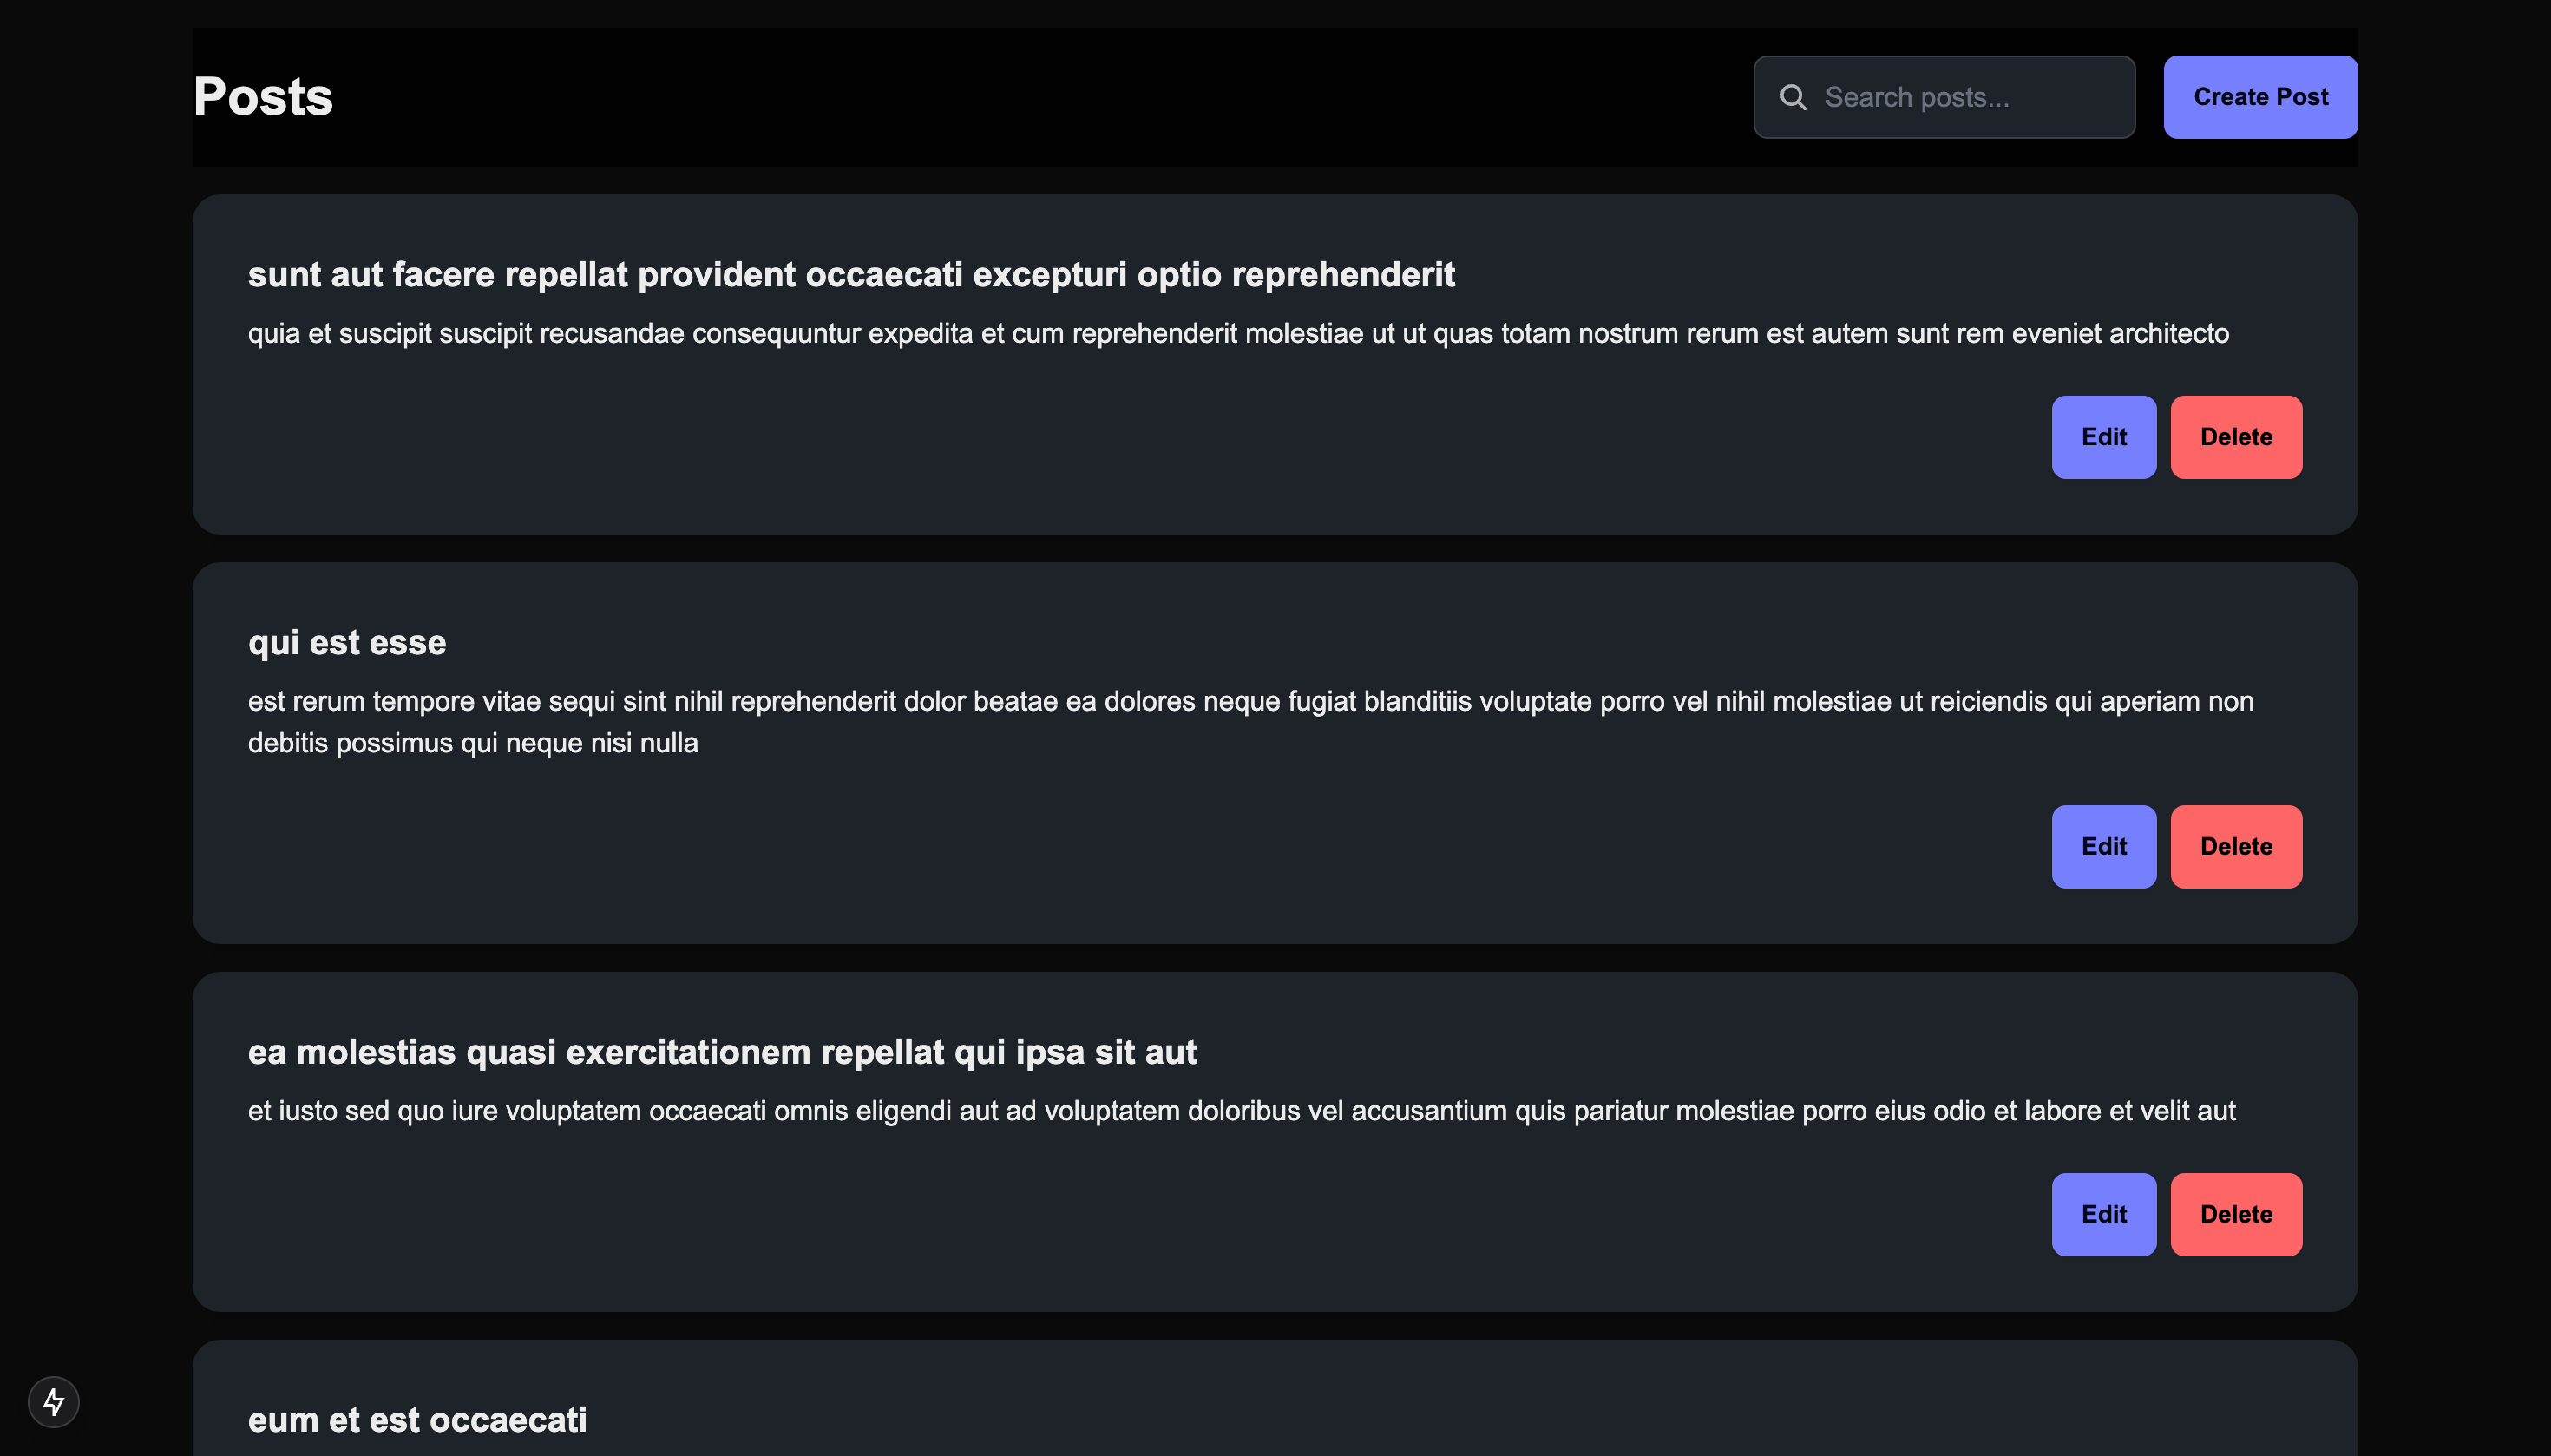 Posts
Search posts...
Create Post
sunt aut facere repellat provident occaecati excepturi optio reprehenderit
quia et suscipit suscipit recusandae consequuntur expedita et cum reprehenderit molestiae ut ut quas totam nostrum rerum est autem sunt rem eveniet architecto
Edit
Delete
qui est esse
est rerum tempore vitae sequi sint nihil reprehenderit dolor beatae ea dolores neque fugiat blanditiis voluptate porro vel nihil molestiae ut reiciendis qui aperiam non
debitis possimus qui neque nisi nulla
Edit
Delete
ea molestias quasi exercitationem repellat qui ipsa sit aut
et iusto sed quo iure voluptatem occaecati omnis eligendi aut ad voluptatem doloribus vel accusantium quis pariatur molestiae porro eius odio et labore et velit aut
Edit
Delete
eum et est occaecati